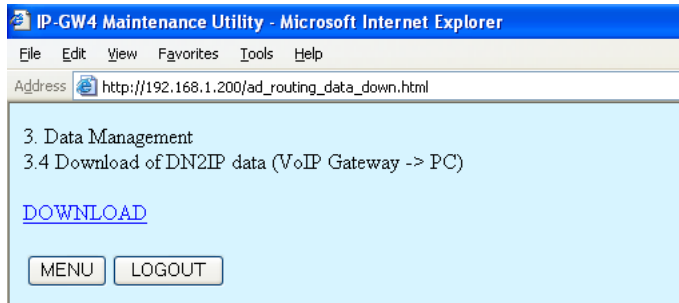 IP-GW4 Maintenance Utility - Microsoft Internet Explorer
File Edit View Favorites Tools Help
Address http://192.168.1.200/ad_routing_data_down.html
3. Data Management
3.4 Download of DN2IP data (VoIP Gateway -> PC)
DOWNLOAD
MENU LOGOUT